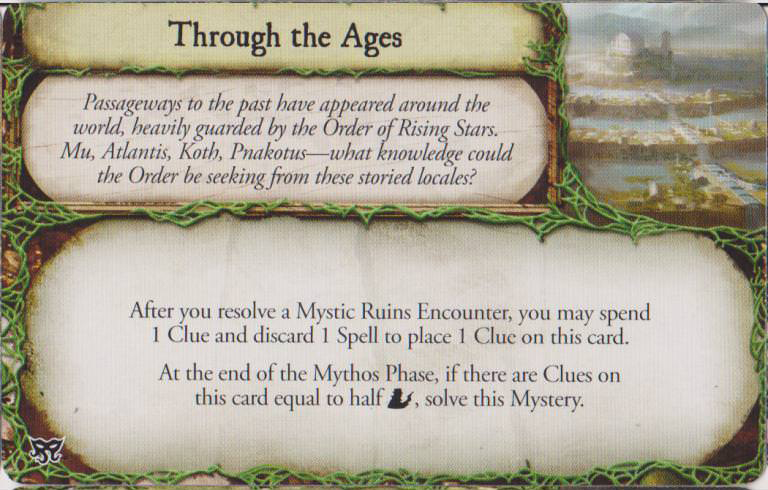 Through the Ages
Passageways to the past have appeared around the
world, heavily guarded by the Order of Rising Stars.
Mu, Atlantis, Koth, Pnakotus—what knowledge could
the Order be seeking from these storied locales?
After you resolve a Mystic Ruins Encounter, you may spend
1 Clue and discard 1 Spell to place 1 Clue on this card.
At the end of the Mythos Phase, if there are Clues on
this card equal to half , solve this Mystery.